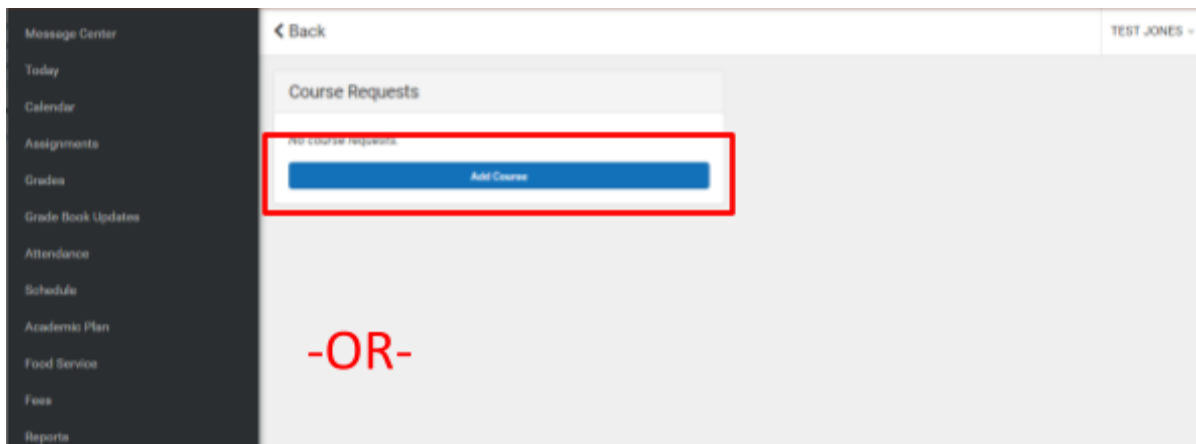 Message Center
Today
Calendar
Assignments
Grades
Grade Book Updates
Attendance
Schedule
Academic Plan
Food Service
Fees
Reports
Back
TEST JONES
Course Requests
No course requests.
Add Course
-OR-